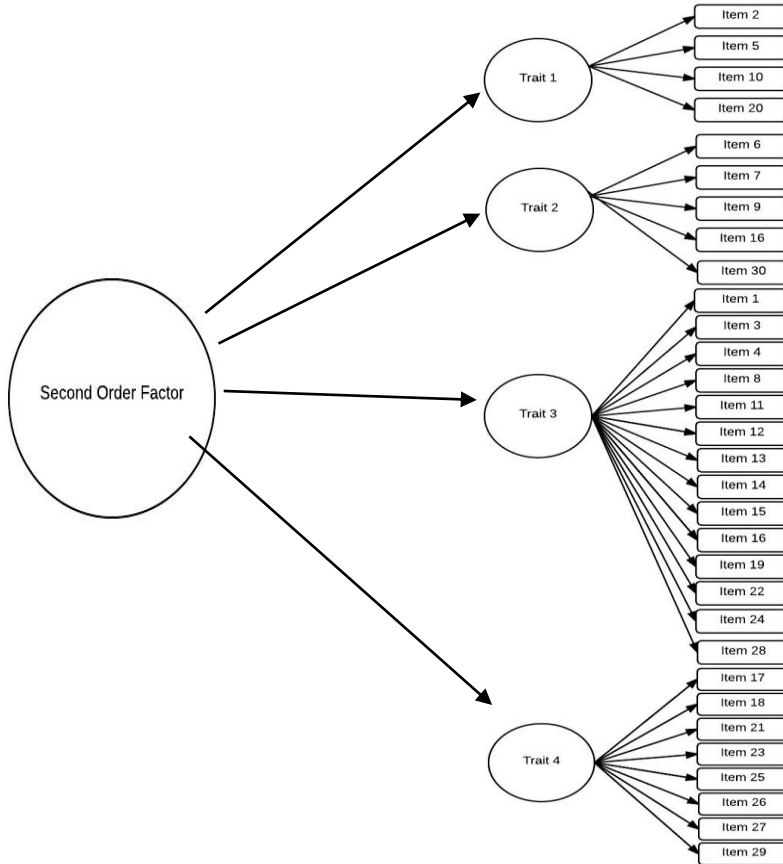 Second Order Factor
Trait 1
Item 2
Item 5
Item 10
Item 20
Trait 2
Item 6
Item 7
Item 9
Item 16
Item 30
Trait 3
Item 1
Item 3
Item 4
Item 8
Item 11
Item 12
Item 13
Item 14
Item 15
Item 16
Item 19
Item 22
Item 24
Item 28
Trait 4
Item 17
Item 18
Item 21
Item 23
Item 25
Item 26
Item 27
Item 29